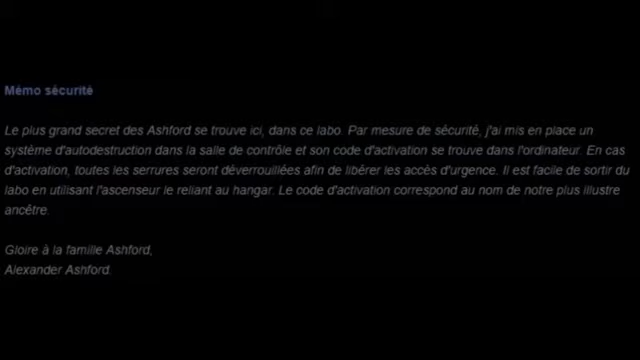 Mémo sécurité
Le plus grand secret des Ashford se trouve ici, dans ce labo. Par mesure de sécurité, j'ai mis en place un
système d'autodestruction dans la salle de contrôle et son code d'activation se trouve dans l'ordinateur. En cas
d'activation, toutes les serrures seront déverrouillées afin de libérer les accès d'urgence. Il est facile de sortir du
labo en utilisant l'ascenseur le reliant au hangar. Le code d'activation correspond au nom de notre plus illustre
ancêtre.
Gloire à la famille Ashford,
Alexander Ashford.